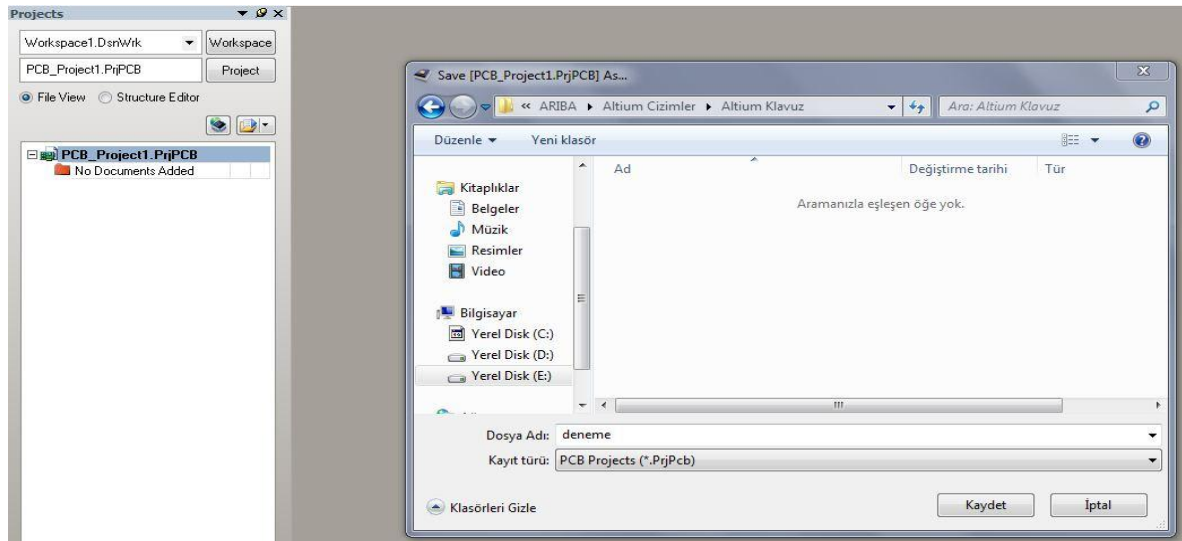 Projects
Workspace1.DsnWrk Workspace
PCB_Project1.PrjPCB Project
File View Structure Editor
PCB_Project1.PrjPCB
No Documents Added
Save [PCB_Project1.PrjPCB] As...
« ARIBA Altium Cizimler Altium Klavuz Ara: Altium Klavuz
Düzenle Yeni klasör
Ad Değiştirme tarihi Tür
Aramanızla eşleşen öğe yok.
Kitaplıklar
Belgeler
Müzik
Resimler
Video
Bilgisayar
Yerel Disk (C:)
Yerel Disk (D:)
Yerel Disk (E:)
Dosya Adı: deneme
Kayıt türü: PCB Projects (*.PrjPcb)
Klasörleri Gizle Kaydet İptal